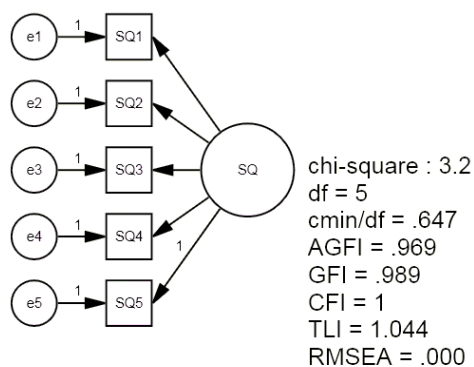 e1 1 SQ1
e2 1 SQ2
e3 1 SQ3 SQ
e4 1 SQ4
1
e5 1 SQ5
chi-square : 3.2
df = 5
cmin/df = .647
AGFI = .969
GFI = .989
CFI = 1
TLI = 1.044
RMSEA = .000